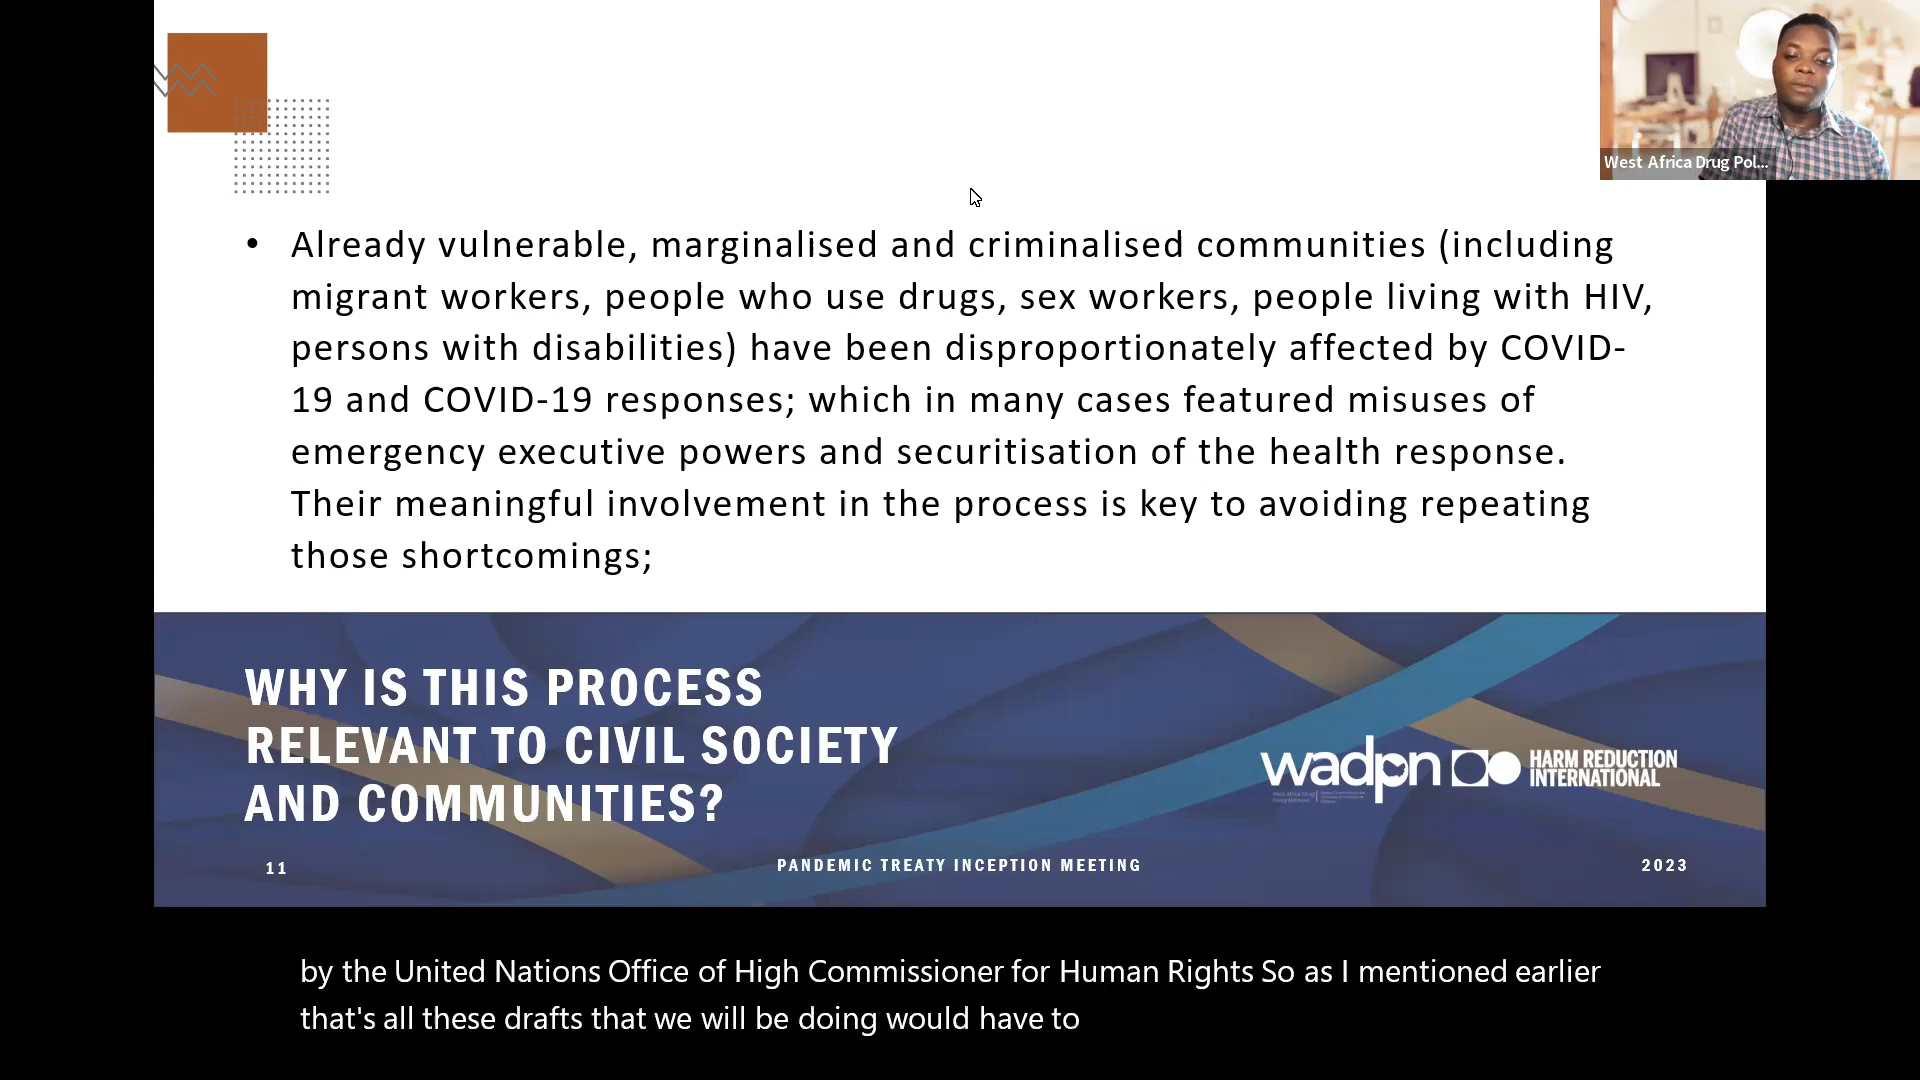 West Africa Drug Pol...
• Already vulnerable, marginalised and criminalised communities (including
migrant workers, people who use drugs, sex workers, people living with HIV,
persons with disabilities) have been disproportionately affected by COVID-
19 and COVID-19 responses; which in many cases featured misuses of
emergency executive powers and securitisation of the health response.
Their meaningful involvement in the process is key to avoiding repeating
those shortcomings;
WHY IS THIS PROCESS
RELEVANT TO CIVIL SOCIETY
AND COMMUNITIES?
wadpn
HARM REDUCTION
INTERNATIONAL
11
PANDEMIC TREATY INCEPTION MEETING
2023
by the United Nations Office of High Commissioner for Human Rights So as I mentioned earlier
that's all these drafts that we will be doing would have to